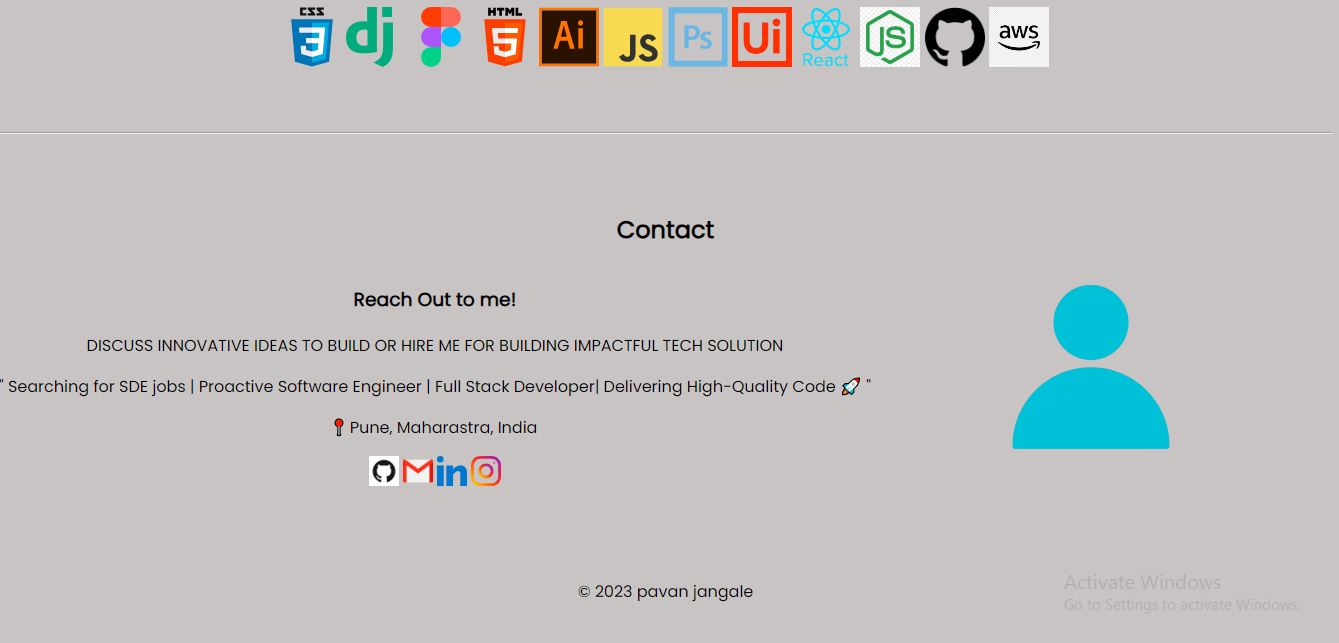 CSS dj HTML Ai JS Ps Ui React JS aws
Contact
Reach Out to me!
DISCUSS INNOVATIVE IDEAS TO BUILD OR HIRE ME FOR BUILDING IMPACTFUL TECH SOLUTION
" Searching for SDE jobs | Proactive Software Engineer | Full Stack Developer| Delivering High-Quality Code 🚀 "
📍 Pune, Maharastra, India
in
© 2023 pavan jangale
Activate Windows
Go to Settings to activate Windows.